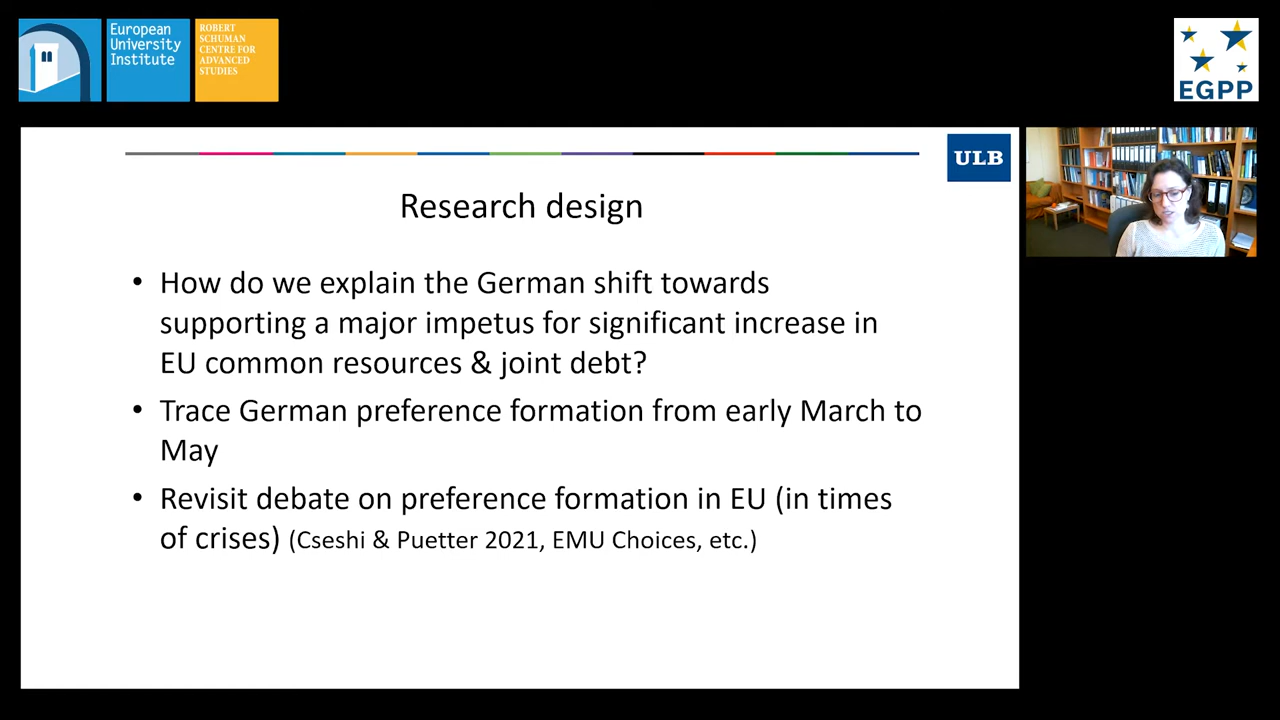 European
University
Institute
ROBERT
SCHUMAN
CENTRE FOR
ADVANCED
STUDIES
EGPP
ULB
Research design
• How do we explain the German shift towards
supporting a major impetus for significant increase in
EU common resources & joint debt?
• Trace German preference formation from early March to
May
• Revisit debate on preference formation in EU (in times
of crises) (Cseshi & Puetter 2021, EMU Choices, etc.)